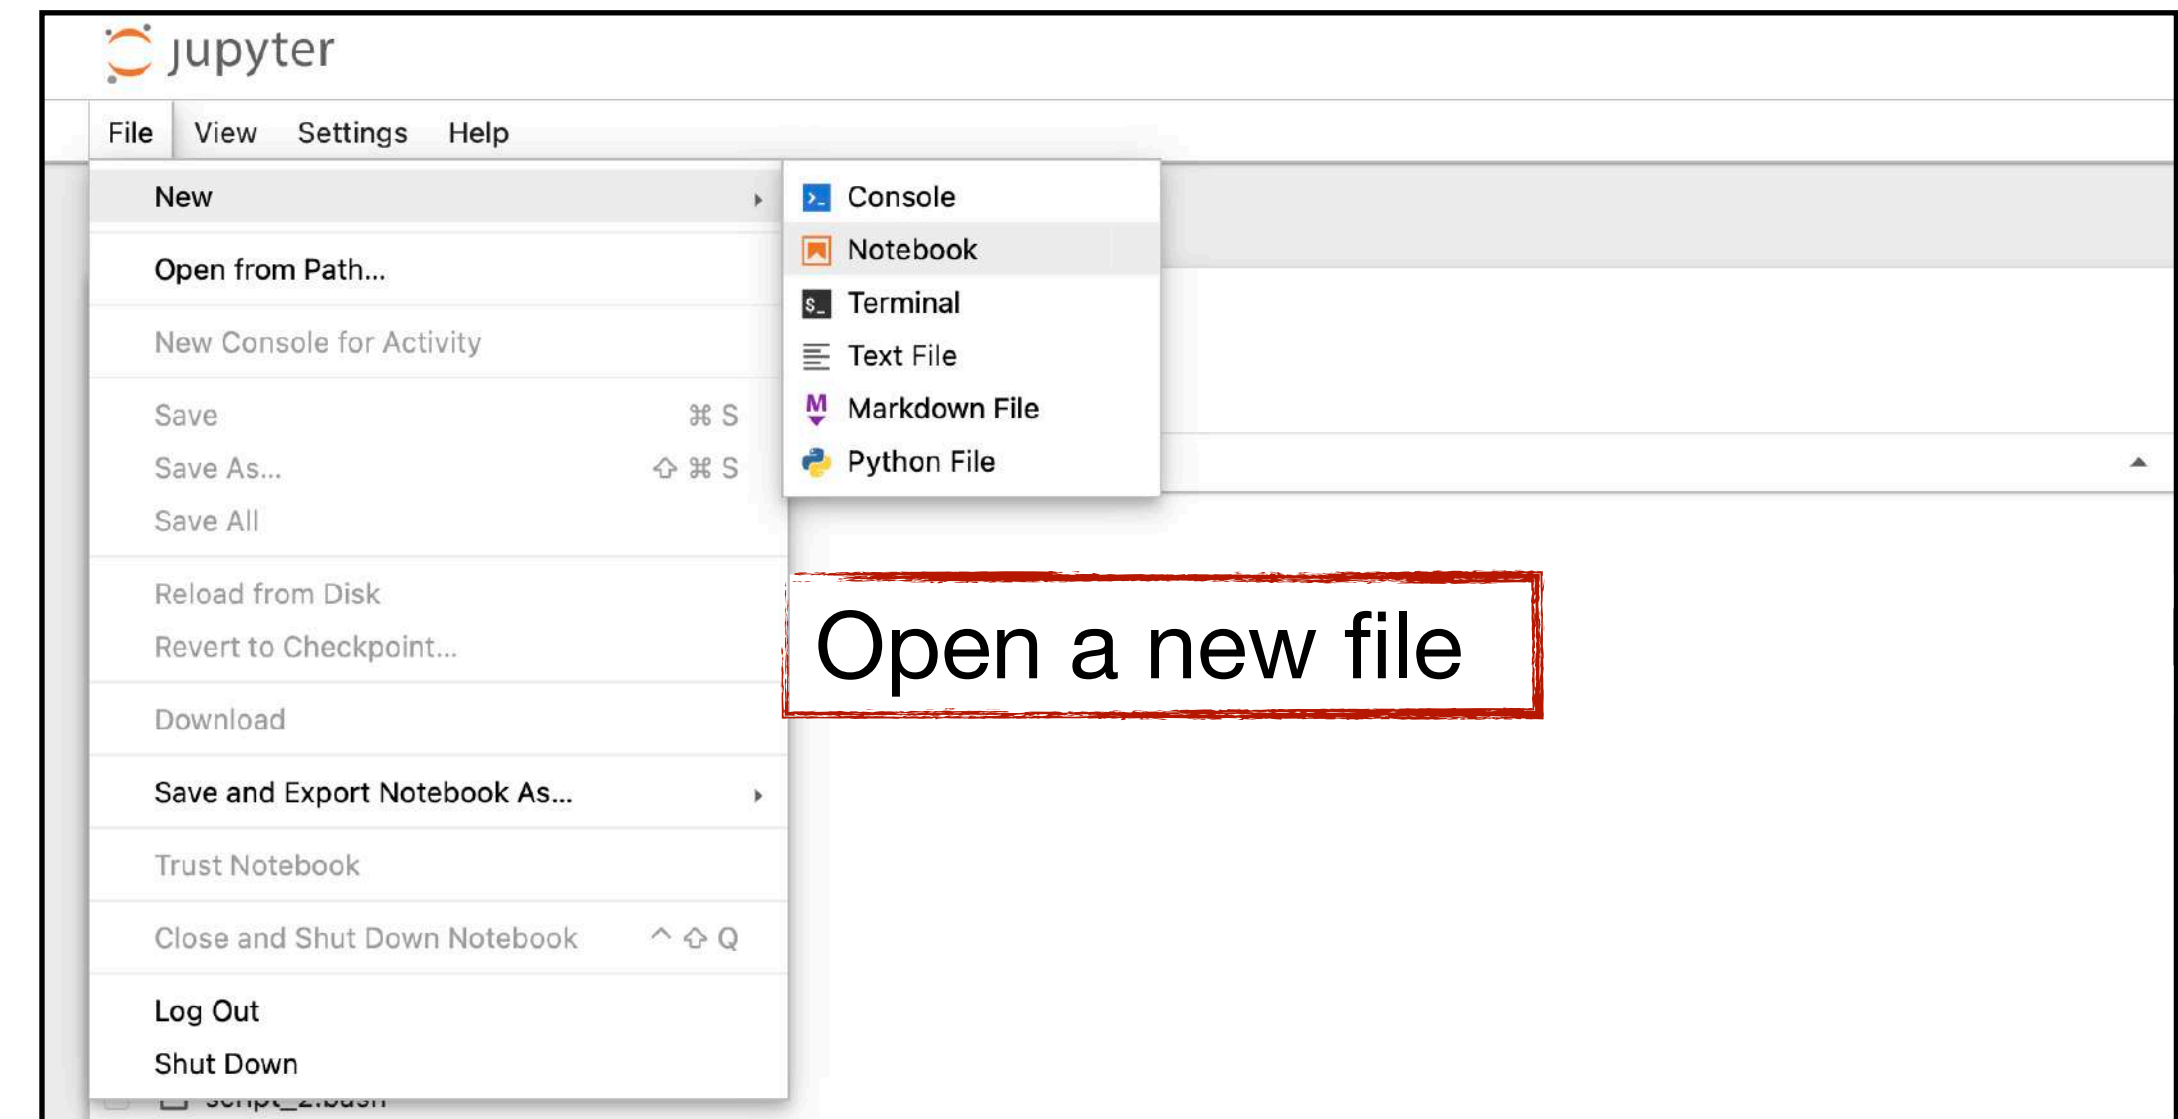 jupyter
File View Settings Help
New
Open from Path...
New Console for Activity
Save ⌘ S
Save As... ⇧ ⌘ S
Save All
Reload from Disk
Revert to Checkpoint...
Download
Save and Export Notebook As...
Trust Notebook
Close and Shut Down Notebook ^ ⇧ Q
Log Out
Shut Down
Console
Notebook
Terminal
Text File
Markdown File
Python File
Open a new file
script_2.bash